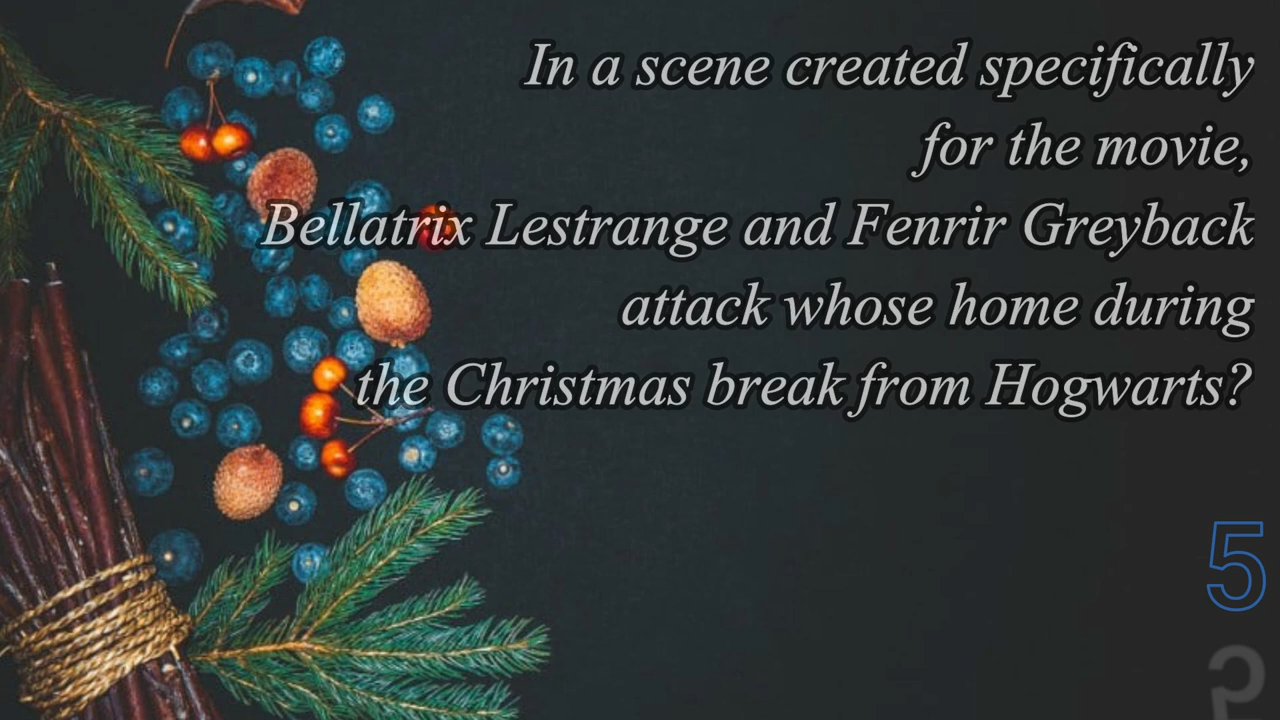 In a scene created specifically
for the movie,
Bellatrix Lestrange and Fenrir Greyback
attack whose home during
the Christmas break from Hogwarts?
5